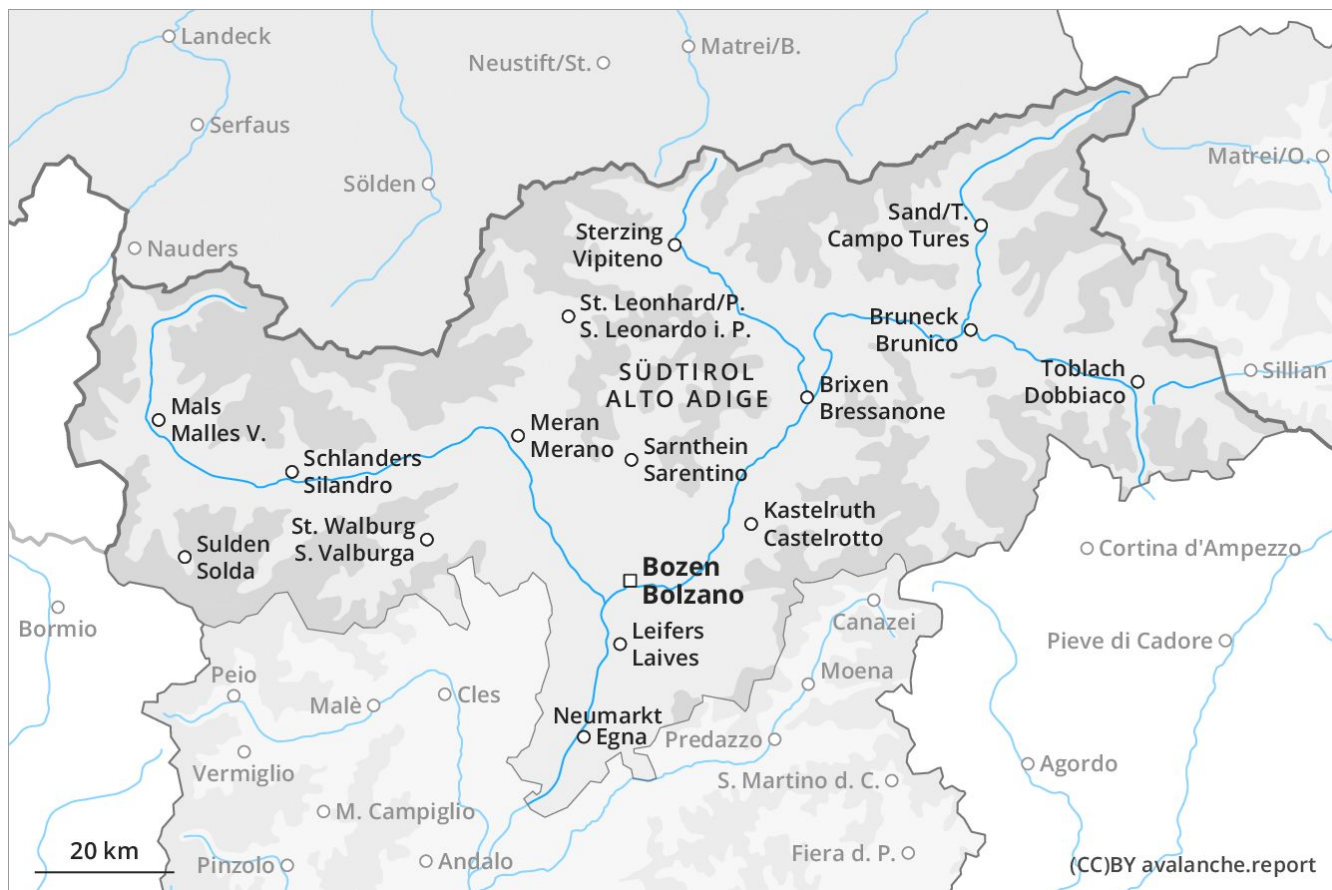 Landeck
Matrei/B.
Neustift/St.
Serfaus
Matrei/O.
Sölden
Sand/T.
Campo Tures
Sterzing
Vipiteno
Nauders
St. Leonhard/P.
S. Leonardo i. P.
Bruneck
Brunico
SÜDTIROL
ALTO ADIGE
Toblach
Dobbiaco
Sillian
Brixen
Bressanone
Mals
Malles V.
Meran
Merano
Sarnthein
Sarentino
Schlanders
Silandro
Kastelruth
Castelrotto
St. Walburg
S. Valburga
Sulden
Solda
Cortina d'Ampezzo
Bozen
Bolzano
Bormio
Canazei
Leifers
Laives
Pieve di Cadore
Peio
Moena
Malè
Cles
Neumarkt
Egna
Predazzo
Vermiglio
Agordo
S. Martino d. C.
M. Campiglio
20 km
Pinzolo
Andalo
Fiera d. P.
(CC)BY avalanche.report